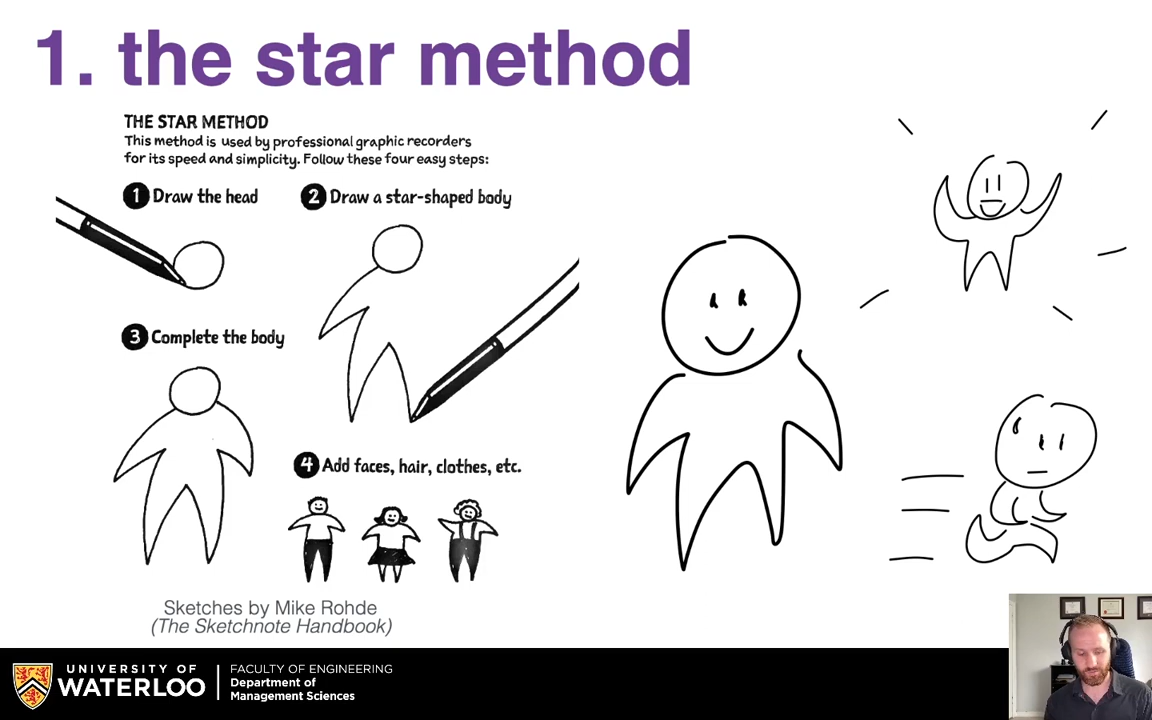 1. the star method
THE STAR METHOD
This method is used by professional graphic recorders
for its speed and simplicity. Follow these four easy steps:
1 Draw the head
2 Draw a star-shaped body
3 Complete the body
4 Add faces, hair, clothes, etc.
Sketches by Mike Rohde
(The Sketchnote Handbook)
UNIVERSITY OF
WATERLOO
FACULTY OF ENGINEERING
Department of
Management Sciences